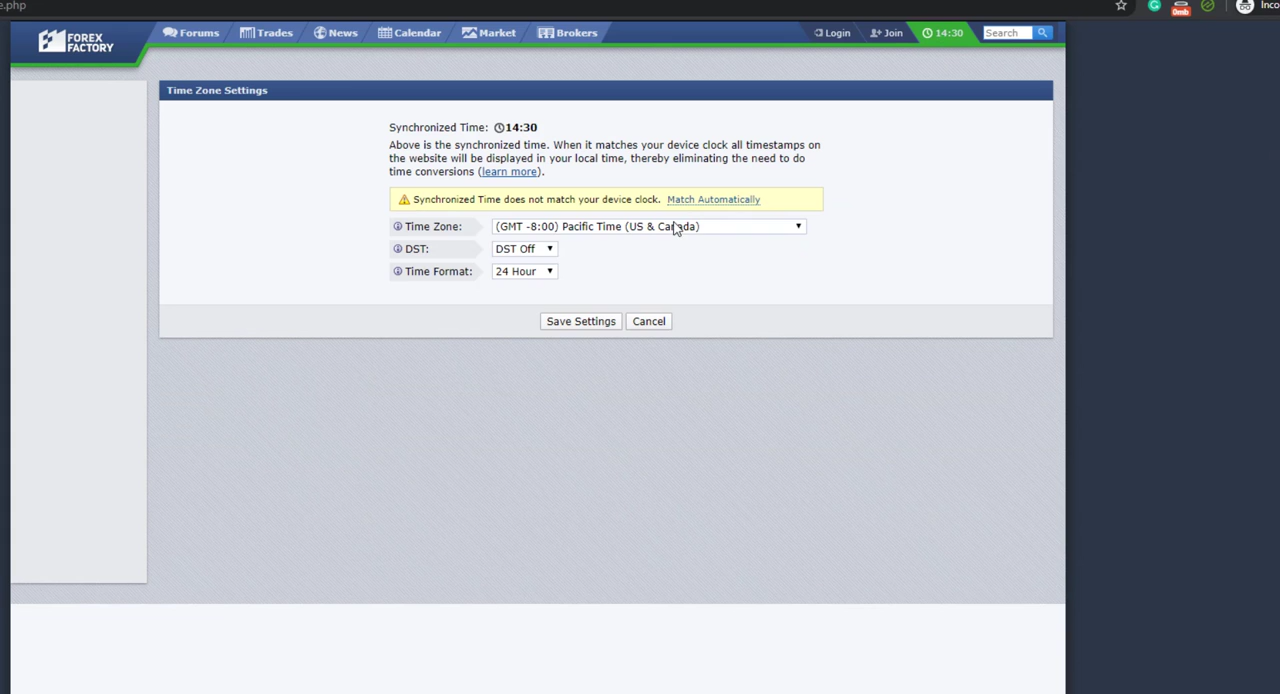 e.php
Inco
0mb
FOREX
FACTORY
Forums
Trades
News
Calendar
Market
Brokers
Login
Join
14:30
Search
Time Zone Settings
Synchronized Time: 14:30
Above is the synchronized time. When it matches your device clock all timestamps on
the website will be displayed in your local time, thereby eliminating the need to do
time conversions (learn more).
Synchronized Time does not match your device clock. Match Automatically
Time Zone: (GMT -8:00) Pacific Time (US & Canada)
DST: DST Off
Time Format: 24 Hour
Save Settings
Cancel